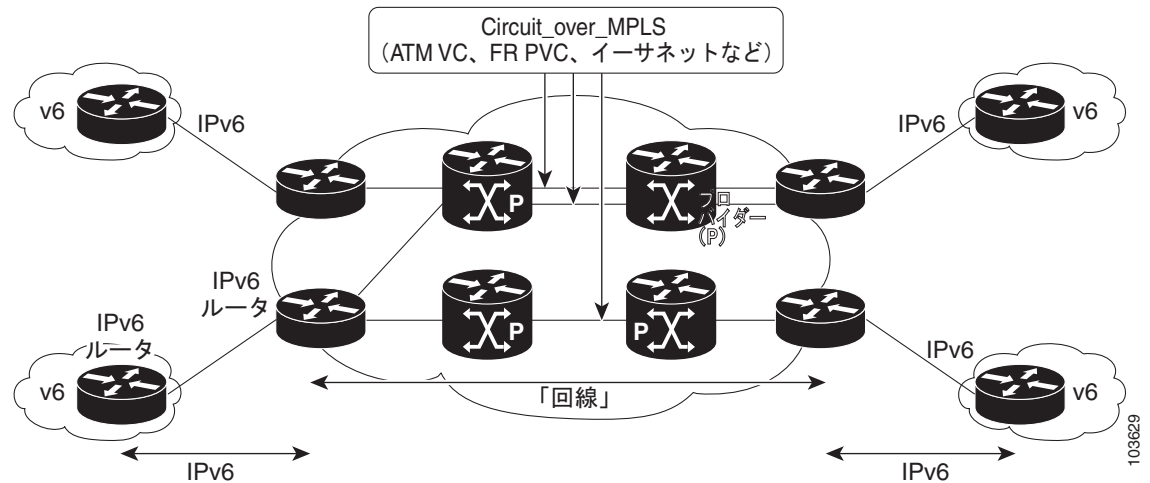 Circuit_over_MPLS
(ATM VC、FR PVC、イーサネットなど)
v6
IPv6
IPv6
v6
P
プロ
バイダー
(P)
IPv6
ルータ
IPv6
ルータ
v6
P
P
IPv6
v6
「回線」
IPv6
IPv6
103629